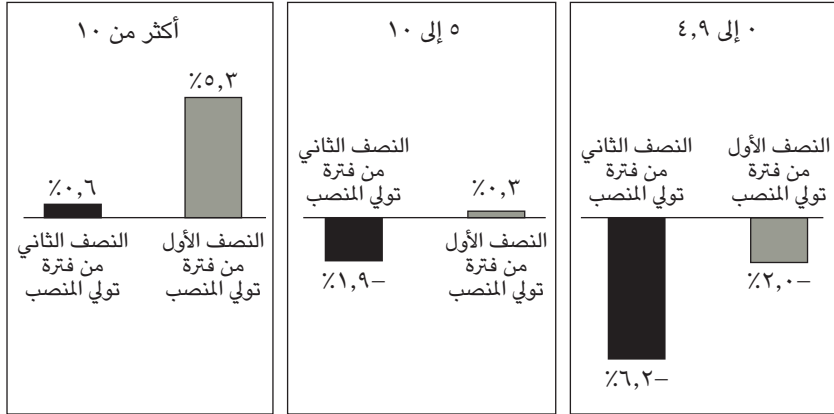 ٠ إلى ٤,٩
النصف الأول
من فترة
تولي المنصب
٪٢,٠–
النصف الثاني
من فترة
تولي المنصب
٪٦,٢–
٥ إلى ١٠
٪٠,٣
النصف الأول
من فترة
تولي المنصب
النصف الثاني
من فترة
تولي المنصب
٪١,٩–
أكثر من ١٠
٪٥,٣
النصف الأول
من فترة
تولي المنصب
٪٠,٦
النصف الثاني
من فترة
تولي المنصب